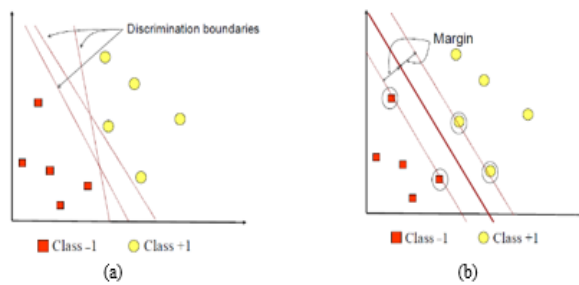 Discrimination boundaries
Class –1 Class +1
(a)
Margin
Class –1 Class +1
(b)